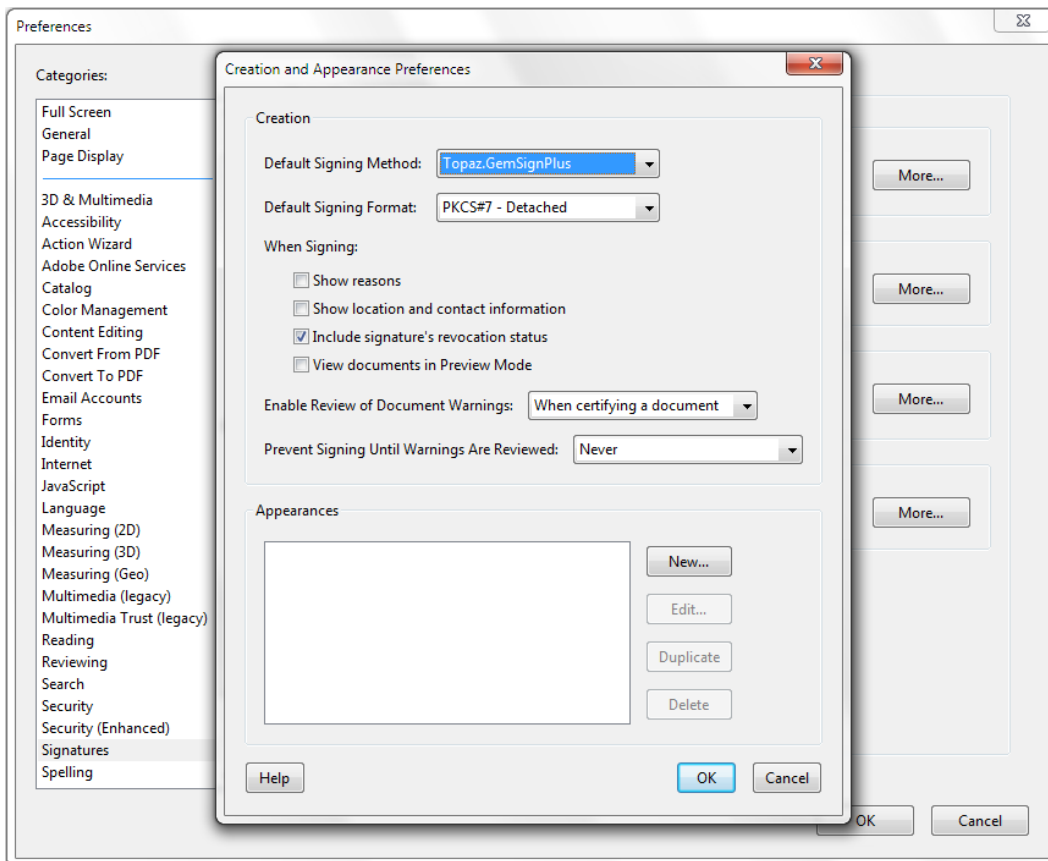 Preferences
Categories:
Full Screen
General
Page Display
3D & Multimedia
Accessibility
Action Wizard
Adobe Online Services
Catalog
Color Management
Content Editing
Convert From PDF
Convert To PDF
Email Accounts
Forms
Identity
Internet
JavaScript
Language
Measuring (2D)
Measuring (3D)
Measuring (Geo)
Multimedia (legacy)
Multimedia Trust (legacy)
Reading
Reviewing
Search
Security
Security (Enhanced)
Signatures
Spelling
Creation and Appearance Preferences
Creation
Default Signing Method: Topaz.GemSignPlus
Default Signing Format: PKCS#7 - Detached
When Signing:
Show reasons
Show location and contact information
Include signature's revocation status
View documents in Preview Mode
Enable Review of Document Warnings: When certifying a document
Prevent Signing Until Warnings Are Reviewed: Never
Appearances
New...
Edit...
Duplicate
Delete
Help OK Cancel
More...
More...
More...
More...
OK Cancel